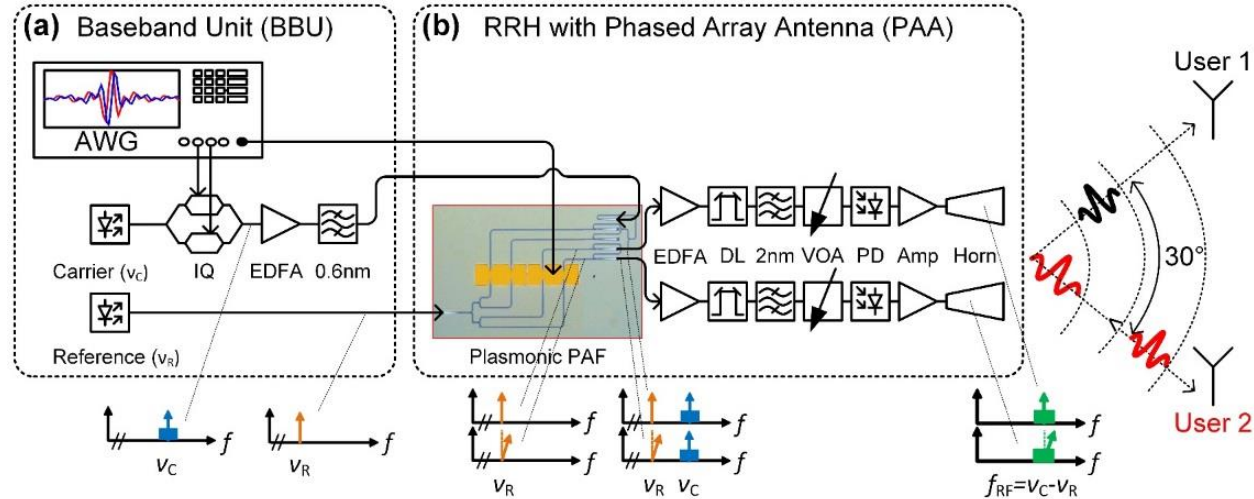 (a) Baseband Unit (BBU)
(b) RRH with Phased Array Antenna (PAA)
AWG
Carrier (νC)
IQ
EDFA
0.6nm
Reference (νR)
Plasmonic PAF
EDFA DL 2nm VOA PD Amp Horn
User 1
30°
User 2
f
νC
f
νR
f
f
νR
f
f
νR νC
f
f
fRF=νC-νR